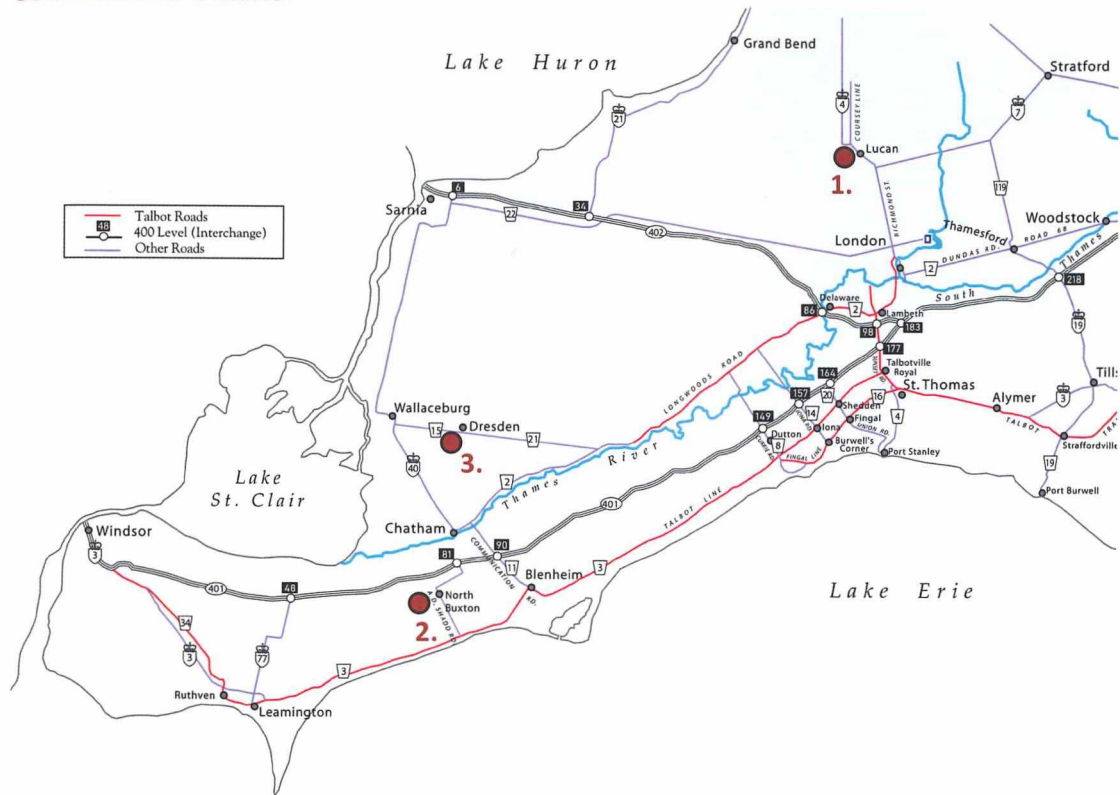 Grand Bend
Lake Huron
Stratford
4
COURSEY LINE
7
21
Lucan
1.
6
119
Sarnia
34
RICHMOND ST.
22
Woodstock
48
Talbot Roads
400 Level (Interchange)
Other Roads
402
London
Thamesford
ROAD 68
DUNDAS RD.
2
Thames
218
South
Delaware
86
2
Lambeth
98
183
19
177
LONGWOODS ROAD
Talbotville
Royal
164
St. Thomas
20
16
157
Shedden
Alymer
3
Wallaceburg
14
4
TALBOT
Dresden
149
Fingal
UNION RD.
15
21
Iona
Straffordville
Dutton
Burwell's
Corner
3.
8
FINGAL LINE
Port Stanley
40
19
River
Thames
2
Port Burwell
Lake
St. Clair
401
TALBOT LINE
Chatham
Windsor
90
3
81
COMMUNICATION RD.
11
3
Blenheim
401
48
North
Buxton
Lake Erie
A.D. SHADD RD.
34
2.
3
77
3
Ruthven
Leamington